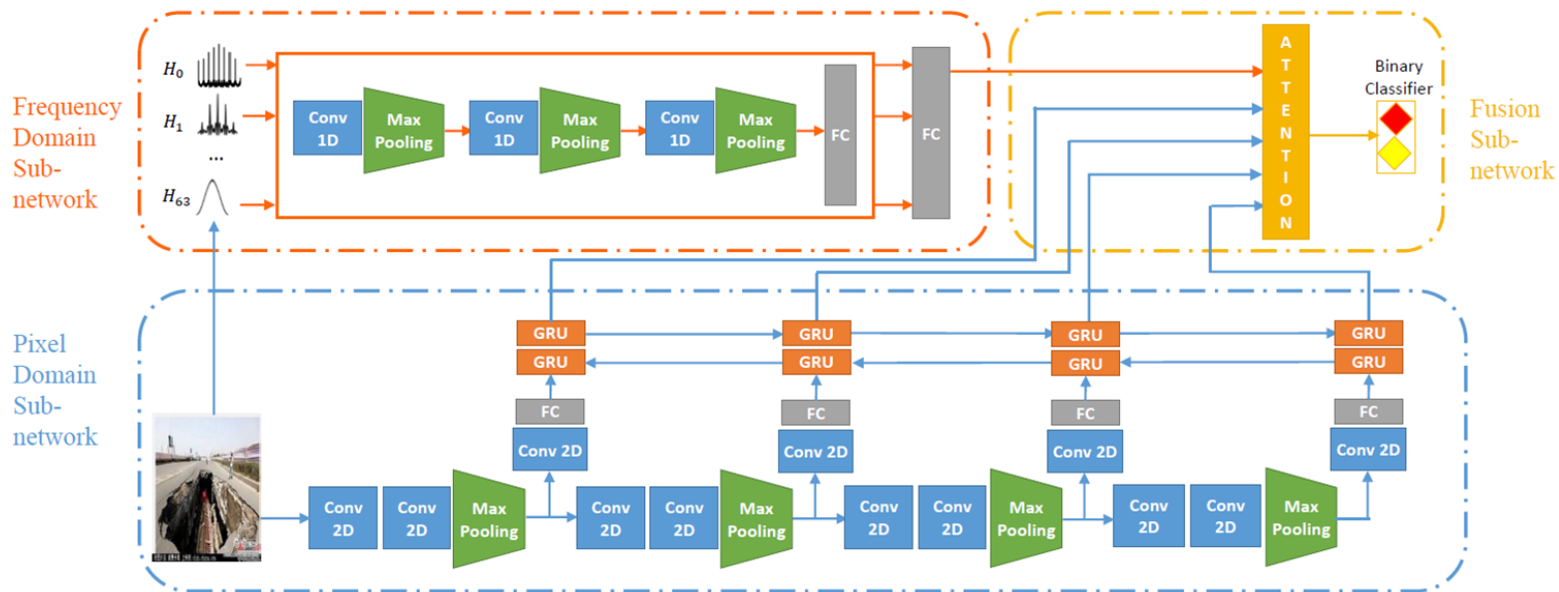 Frequency
Domain
Sub-
network
H0
H1
...
H63
Conv
1D
Max
Pooling
Conv
1D
Max
Pooling
Conv
1D
Max
Pooling
FC
FC
ATTENTION
Binary
Classifier
Fusion
Sub-
network
Pixel
Domain
Sub-
network
GRU
GRU
GRU
GRU
GRU
GRU
GRU
GRU
FC
FC
FC
FC
Conv 2D
Conv 2D
Conv 2D
Conv 2D
Conv
2D
Conv
2D
Max
Pooling
Conv
2D
Conv
2D
Max
Pooling
Conv
2D
Conv
2D
Max
Pooling
Conv
2D
Conv
2D
Max
Pooling